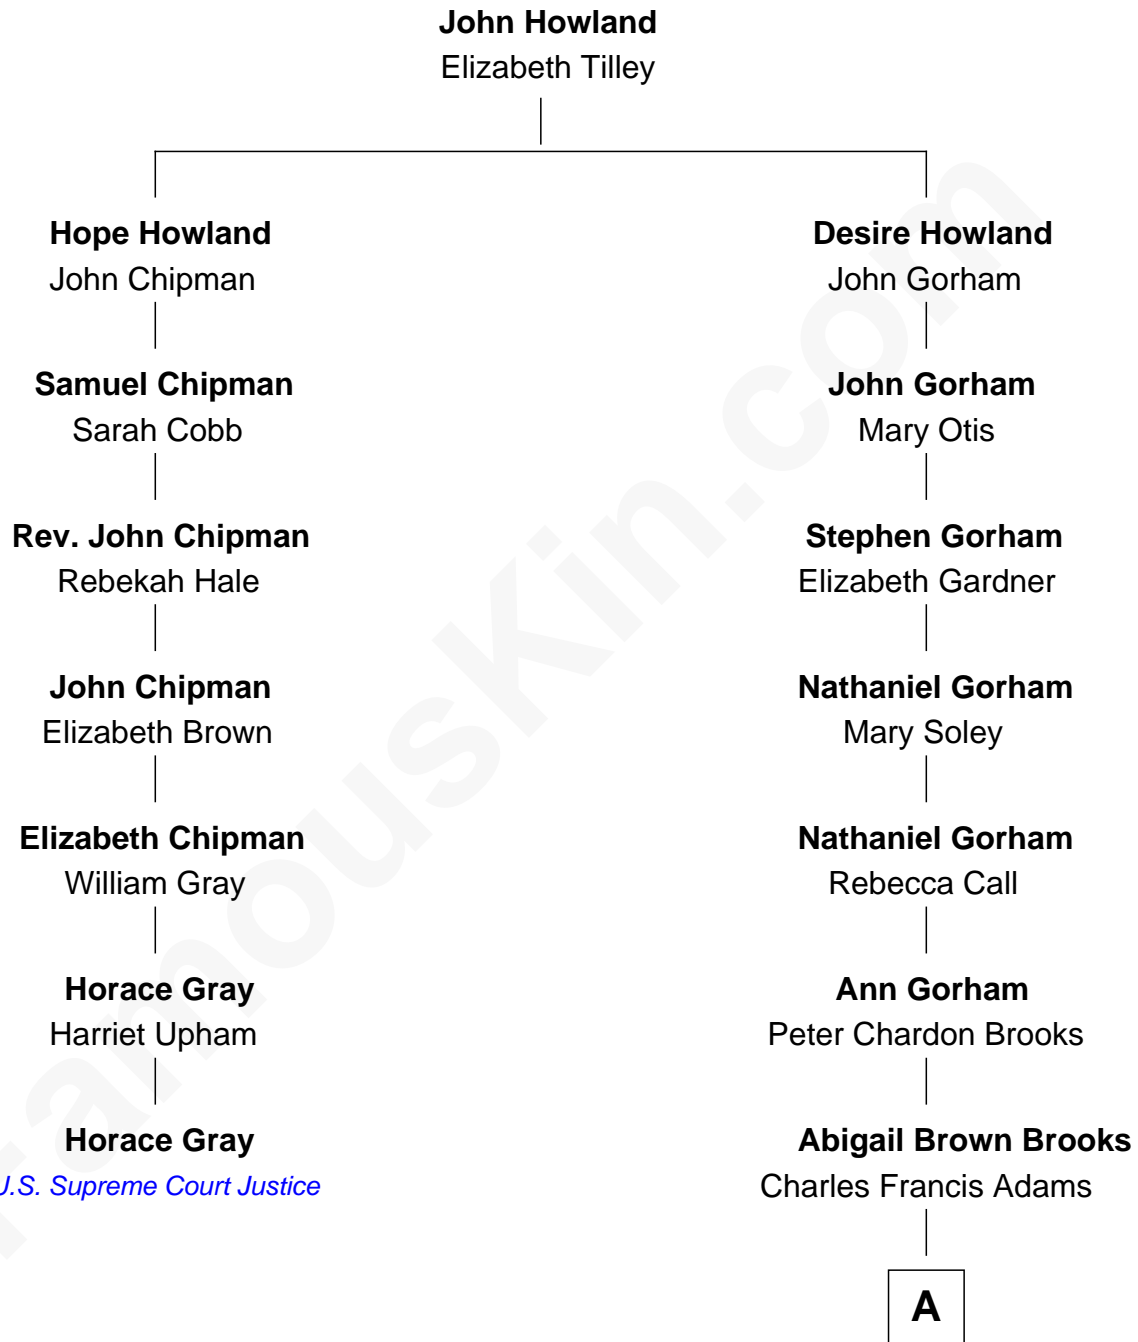 John Howland
Elizabeth Tilley
Hope Howland
John Chipman
Desire Howland
John Gorham
Samuel Chipman
Sarah Cobb
John Gorham
Mary Otis
Rev. John Chipman
Rebekah Hale
Stephen Gorham
Elizabeth Gardner
John Chipman
Elizabeth Brown
Nathaniel Gorham
Mary Soley
Elizabeth Chipman
William Gray
Nathaniel Gorham
Rebecca Call
Horace Gray
Harriet Upham
Ann Gorham
Peter Chardon Brooks
Horace Gray
U.S. Supreme Court Justice
Abigail Brown Brooks
Charles Francis Adams
A
FamousKin.com